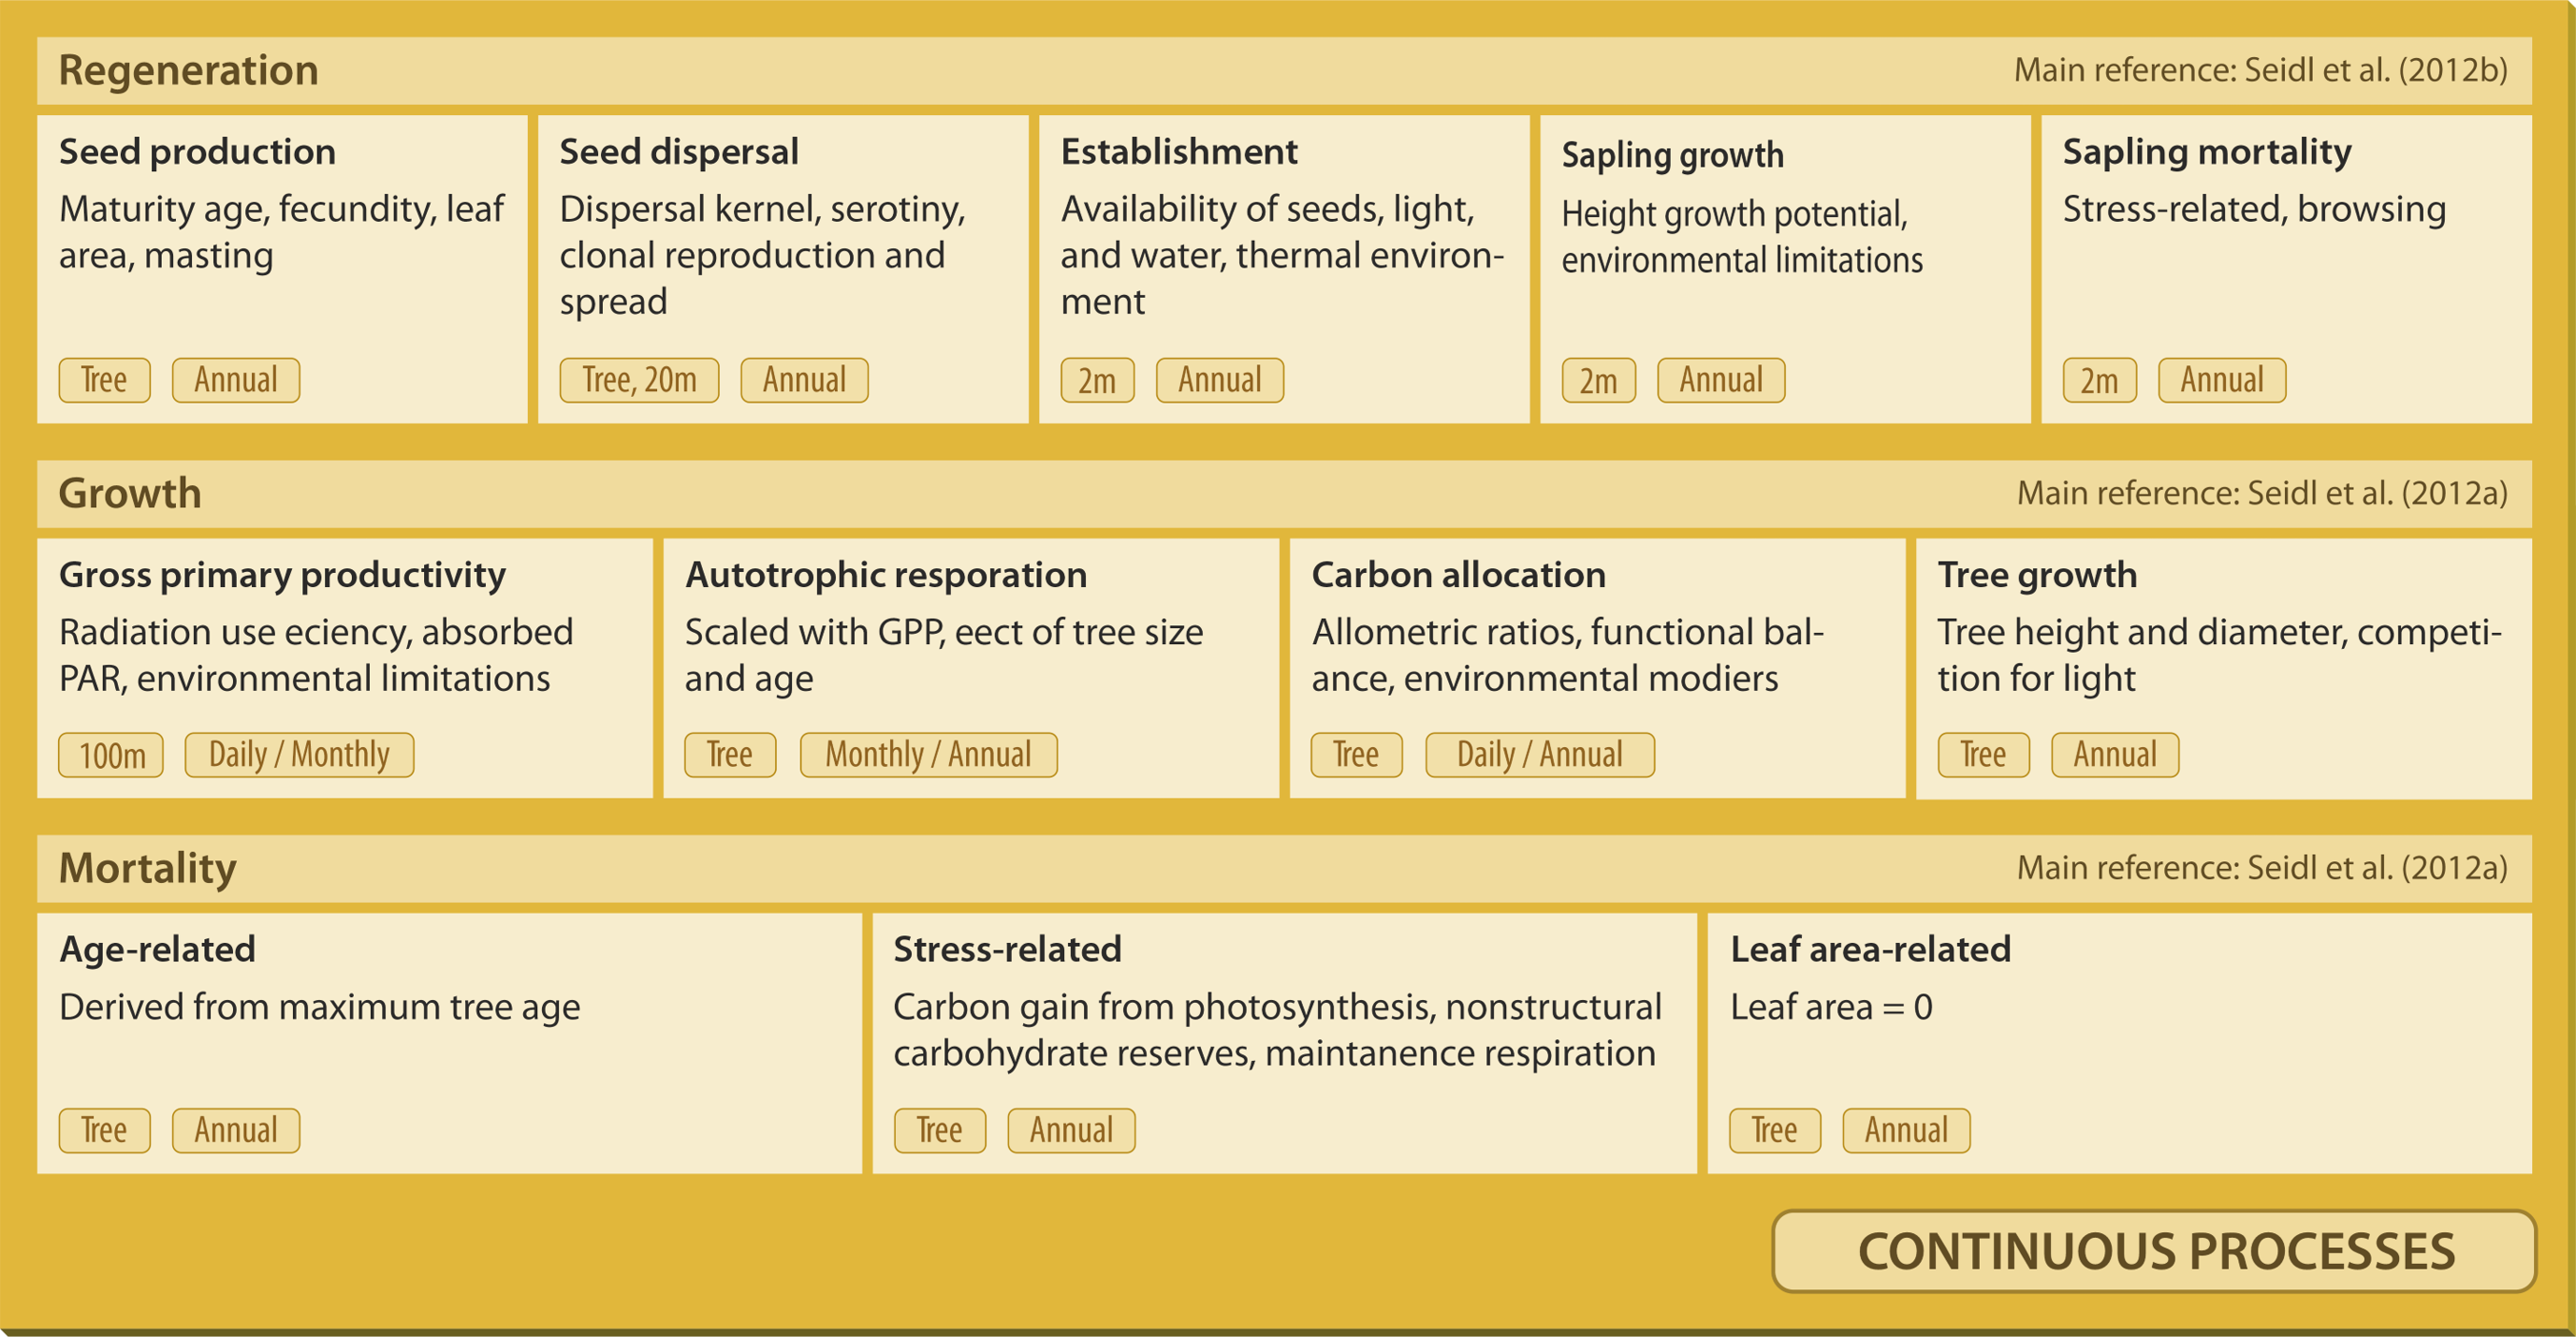 Regeneration
Main reference: Seidl et al. (2012b)
Seed production
Maturity age, fecundity, leaf
area, masting
Tree
Annual
Seed dispersal
Dispersal kernel, serotiny,
clonal reproduction and
spread
Tree, 20m
Annual
Establishment
Availability of seeds, light,
and water, thermal environ-
ment
2m
Annual
Sapling growth
Height growth potential,
environmental limitations
2m
Annual
Sapling mortality
Stress-related, browsing
2m
Annual
Growth
Main reference: Seidl et al. (2012a)
Gross primary productivity
Radiation use eciency, absorbed
PAR, environmental limitations
100m
Daily / Monthly
Autotrophic resporation
Scaled with GPP, eect of tree size
and age
Tree
Monthly / Annual
Carbon allocation
Allometric ratios, functional bal-
ance, environmental modiers
Tree
Daily / Annual
Tree growth
Tree height and diameter, competi-
tion for light
Tree
Annual
Mortality
Main reference: Seidl et al. (2012a)
Age-related
Derived from maximum tree age
Tree
Annual
Stress-related
Carbon gain from photosynthesis, nonstructural
carbohydrate reserves, maintanence respiration
Tree
Annual
Leaf area-related
Leaf area = 0
Tree
Annual
CONTINUOUS PROCESSES